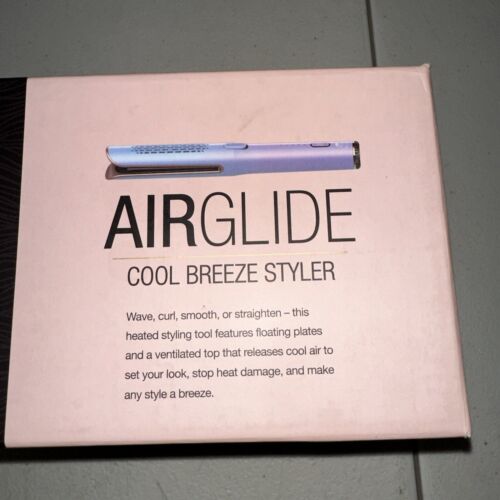 AIRGLIDE
COOL BREEZE STYLER
Wave, curl, smooth, or straighten – this
heated styling tool features floating plates
and a ventilated top that releases cool air to
set your look, stop heat damage, and make
any style a breeze.